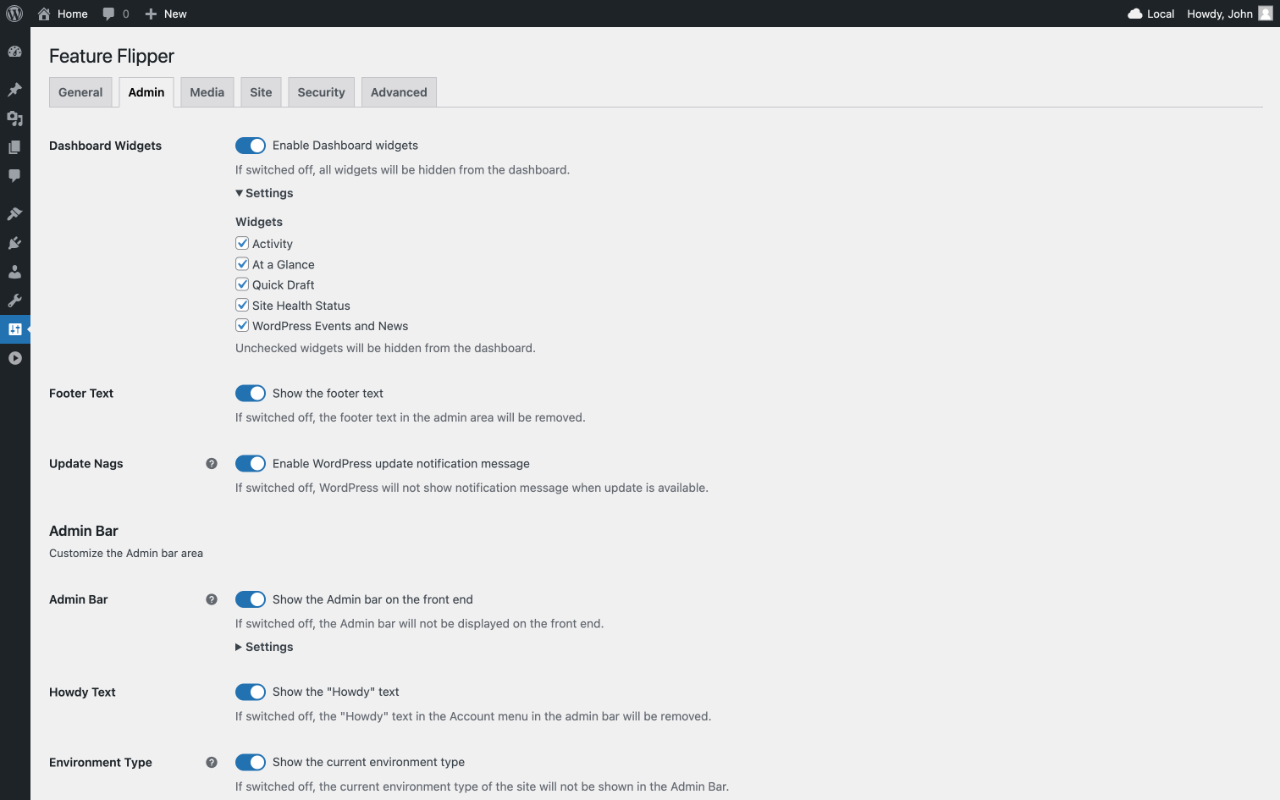 Home 0 New Local Howdy, John
Feature Flipper
General Admin Media Site Security Advanced
Dashboard Widgets Enable Dashboard widgets
If switched off, all widgets will be hidden from the dashboard.
Settings
Widgets
Activity
At a Glance
Quick Draft
Site Health Status
WordPress Events and News
Unchecked widgets will be hidden from the dashboard.
Footer Text Show the footer text
If switched off, the footer text in the admin area will be removed.
Update Nags Enable WordPress update notification message
If switched off, WordPress will not show notification message when update is available.
Admin Bar
Customize the Admin bar area
Admin Bar Show the Admin bar on the front end
If switched off, the Admin bar will not be displayed on the front end.
Settings
Howdy Text Show the "Howdy" text
If switched off, the "Howdy" text in the Account menu in the admin bar will be removed.
Environment Type Show the current environment type
If switched off, the current environment type of the site will not be shown in the Admin Bar.